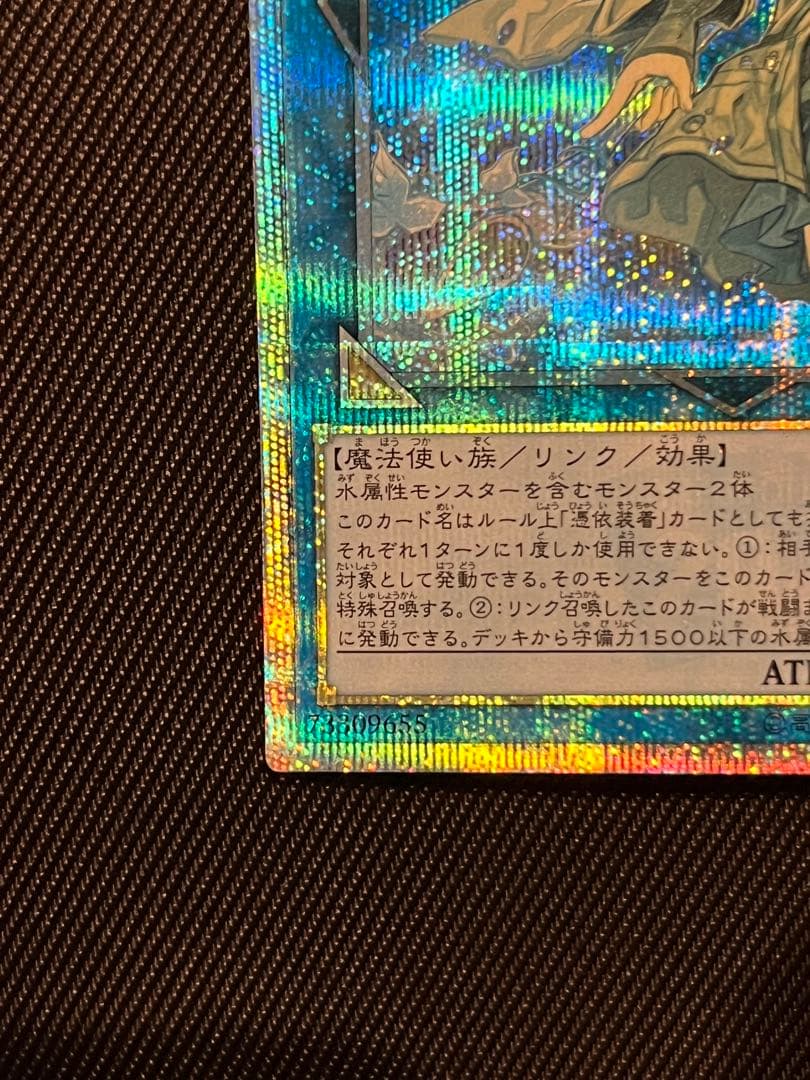 【魔法使い族／リンク／効果】
水属性モンスターを含むモンスター2体
このカード名はルール上「憑依装着」カードとしても
それぞれ1ターンに1度しか使用できない。①：相手
対象として発動できる。そのモンスターをこのカード
特殊召喚する。②：リンク召喚したこのカードが戦闘
に発動できる。デッキから守備力1500以下の水属
AT
73309655
©高